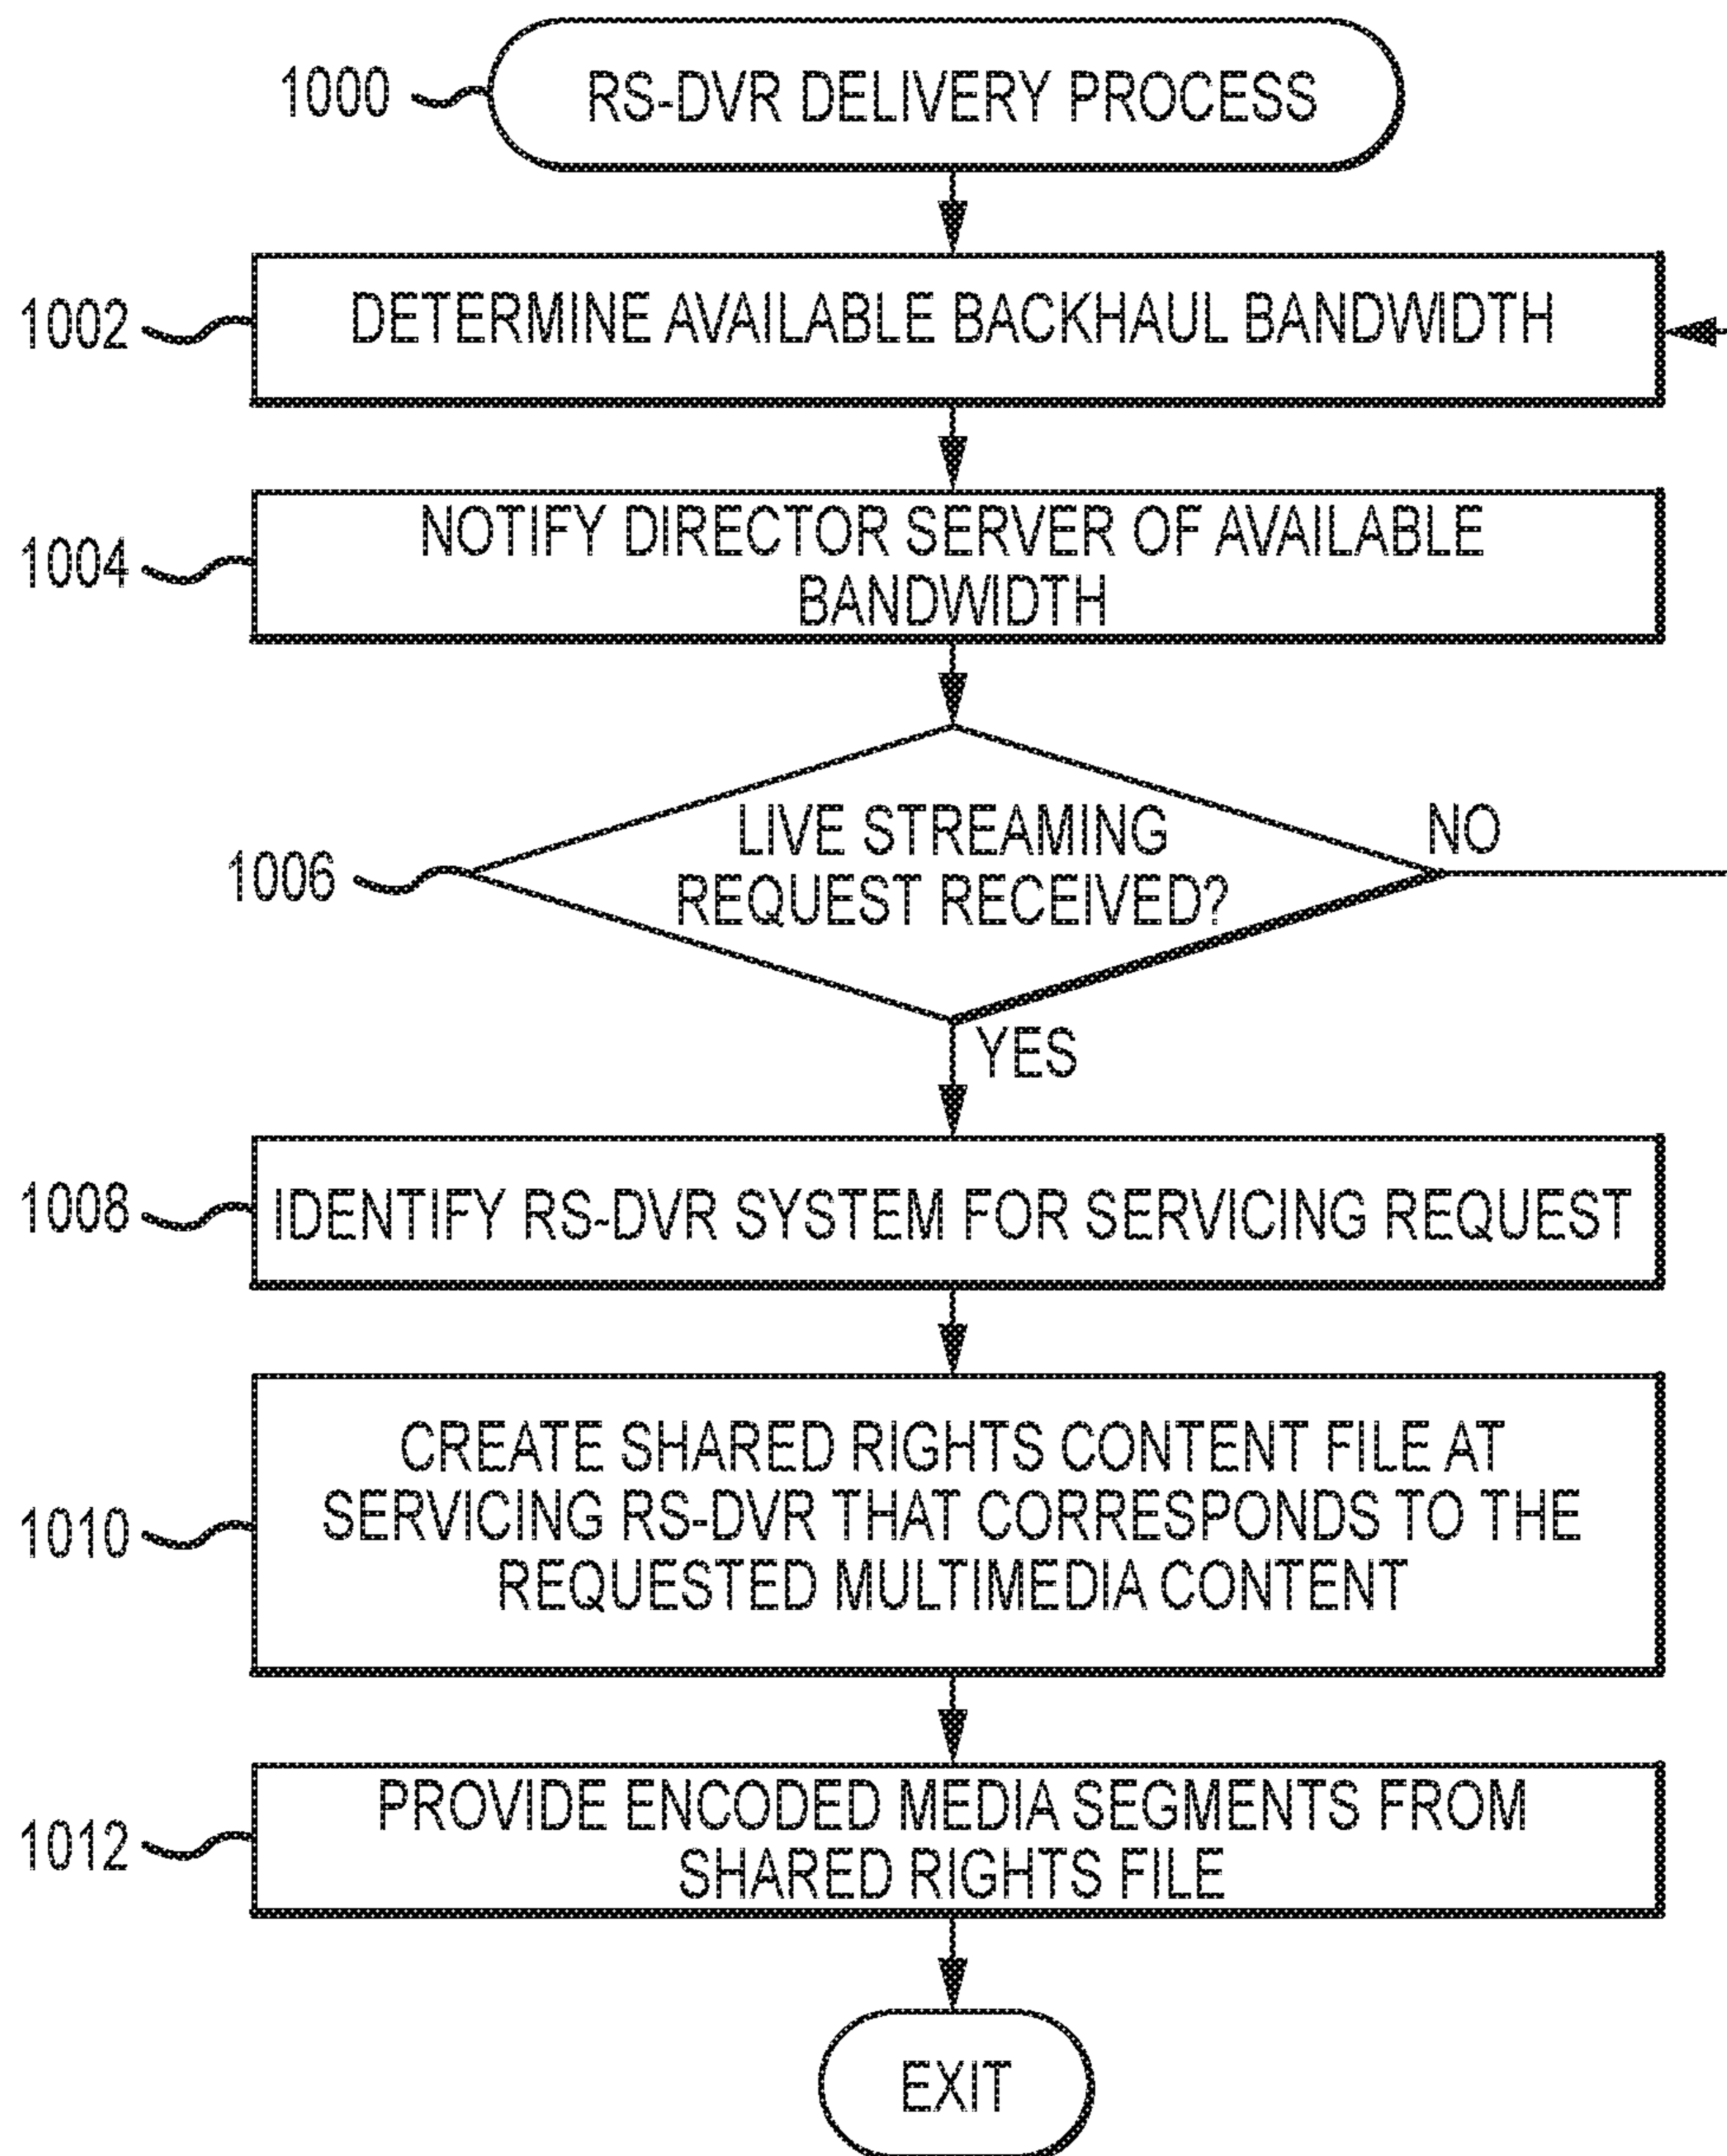 1000
RS-DVR DELIVERY PROCESS
1002
DETERMINE AVAILABLE BACKHAUL BANDWIDTH
1004
NOTIFY DIRECTOR SERVER OF AVAILABLE
BANDWIDTH
1006
LIVE STREAMING
REQUEST RECEIVED?
NO
YES
1008
IDENTIFY RS-DVR SYSTEM FOR SERVICING REQUEST
1010
CREATE SHARED RIGHTS CONTENT FILE AT
SERVICING RS-DVR THAT CORRESPONDS TO THE
REQUESTED MULTIMEDIA CONTENT
1012
PROVIDE ENCODED MEDIA SEGMENTS FROM
SHARED RIGHTS FILE
EXIT